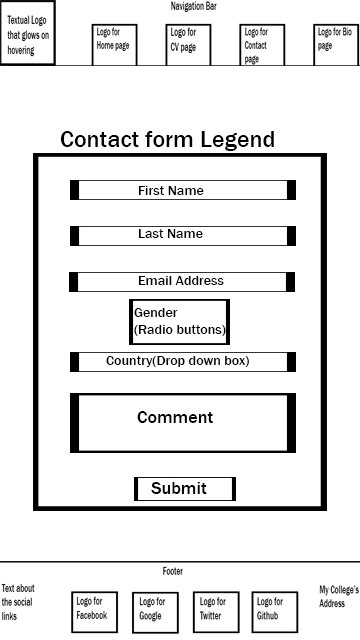 Navigation Bar
Textual Logo
that glows on
hovering
Logo for
Home page
Logo for
CV page
Logo for
Contact
page
Logo for Bio
page
Contact form Legend
First Name
Last Name
Email Address
Gender
(Radio buttons)
Country(Drop down box)
Comment
Submit
Footer
Text about
the social
links
Logo for
Facebook
Logo for
Google
Logo for
Twitter
Logo for
Github
My College's
Address